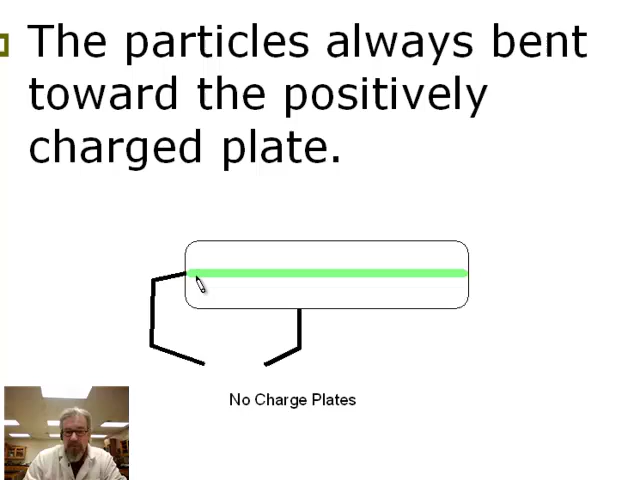 The particles always bent
toward the positively
charged plate.
No Charge Plates